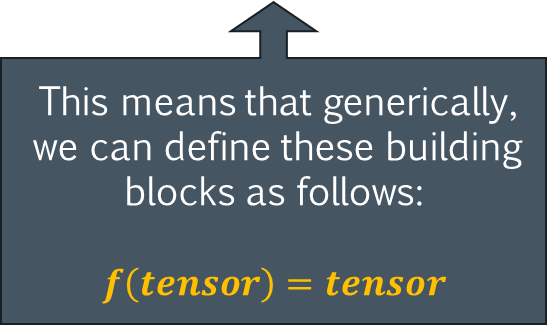 This means that generically,
we can define these building
blocks as follows:
f(tensor) = tensor